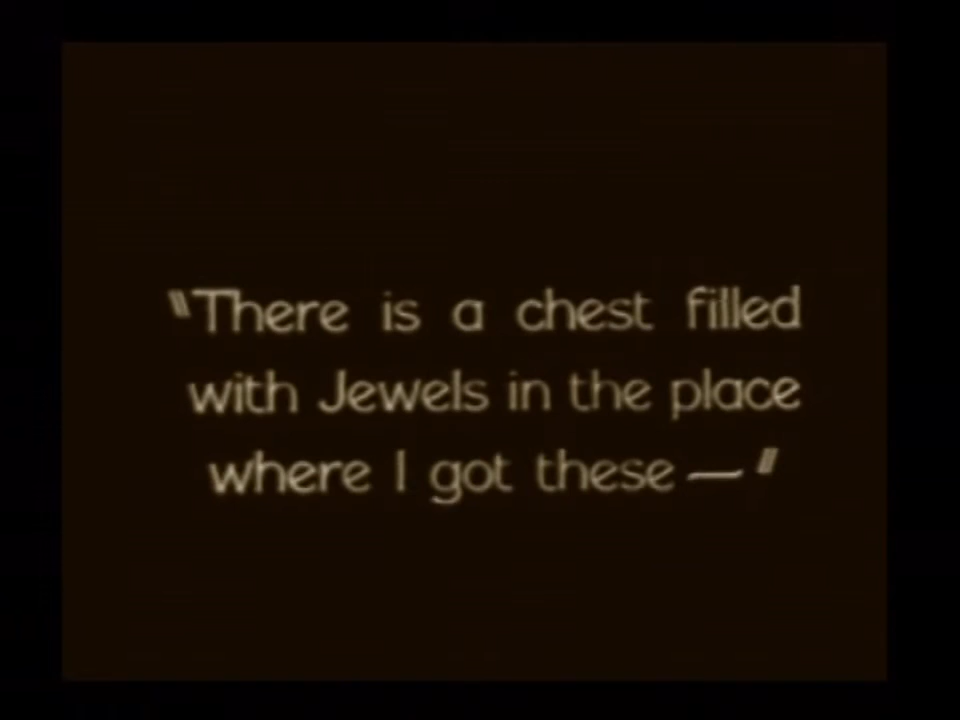 "There is a chest filled
with Jewels in the place
where I got these—"